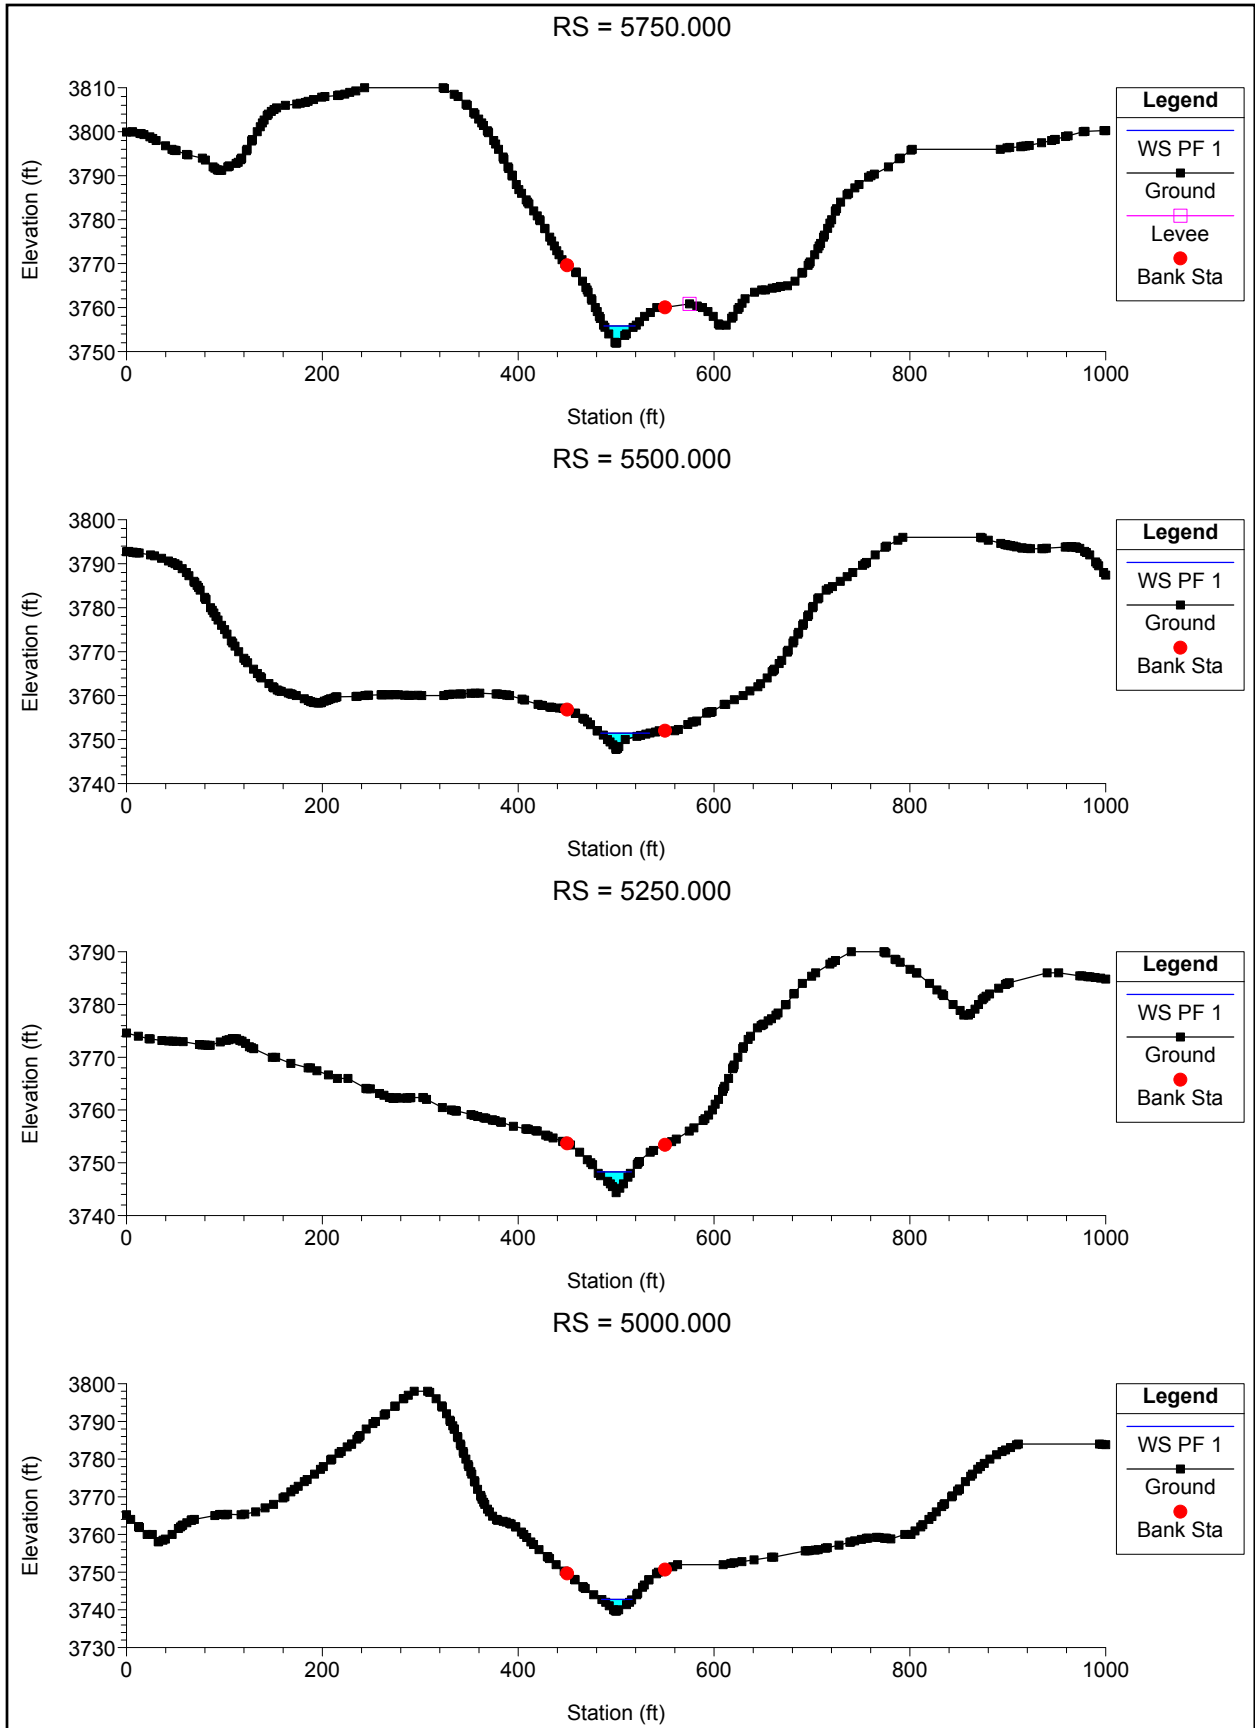 RS = 5750.000
3810
3800
3790
3780
3770
3760
3750
Elevation (ft)
0 200 400 600 800 1000
Station (ft)
Legend
WS PF 1
Ground
Levee
Bank Sta
RS = 5500.000
3800
3790
3780
3770
3760
3750
3740
Elevation (ft)
0 200 400 600 800 1000
Station (ft)
Legend
WS PF 1
Ground
Bank Sta
RS = 5250.000
3790
3780
3770
3760
3750
3740
Elevation (ft)
0 200 400 600 800 1000
Station (ft)
Legend
WS PF 1
Ground
Bank Sta
RS = 5000.000
3800
3790
3780
3770
3760
3750
3740
3730
Elevation (ft)
0 200 400 600 800 1000
Station (ft)
Legend
WS PF 1
Ground
Bank Sta